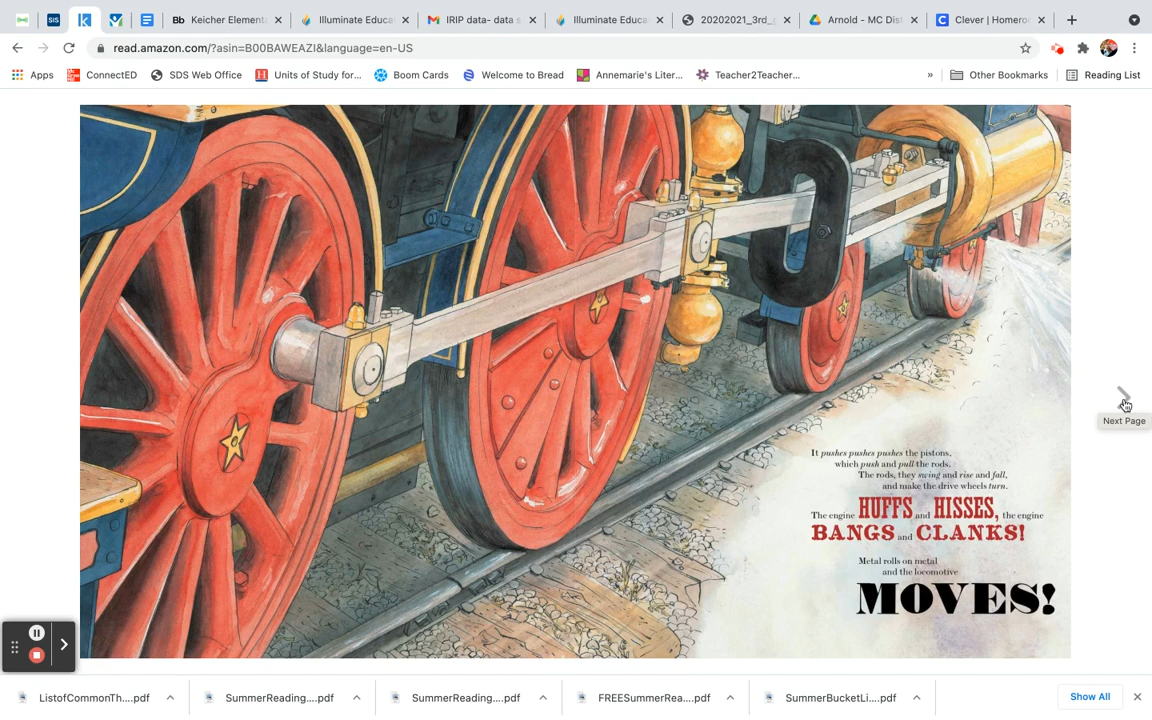 SIS
Bb Keicher Elementa
Illuminate Educa
IRIP data- data s
Illuminate Educa
20202021_3rd_g
Arnold - MC Dist
Clever | Homeroo
read.amazon.com/?asin=B00BAWEAZI&language=en-US
Apps
ConnectED
SDS Web Office
Units of Study for...
Boom Cards
Welcome to Bread
Annemarie's Liter...
Teacher2Teacher...
»
Other Bookmarks
Reading List
Next Page
It pushes pushes pushes the pistons,
which push and pull the rods.
The rods, they swing and rise and fall,
and make the drive wheels turn.
The engine HUFFS and HISSES, the engine
BANGS and CLANKS!
Metal rolls on metal
and the locomotive
MOVES!
ListofCommonTh....pdf
SummerReading....pdf
SummerReading....pdf
FREESummerRea....pdf
SummerBucketLi....pdf
Show All